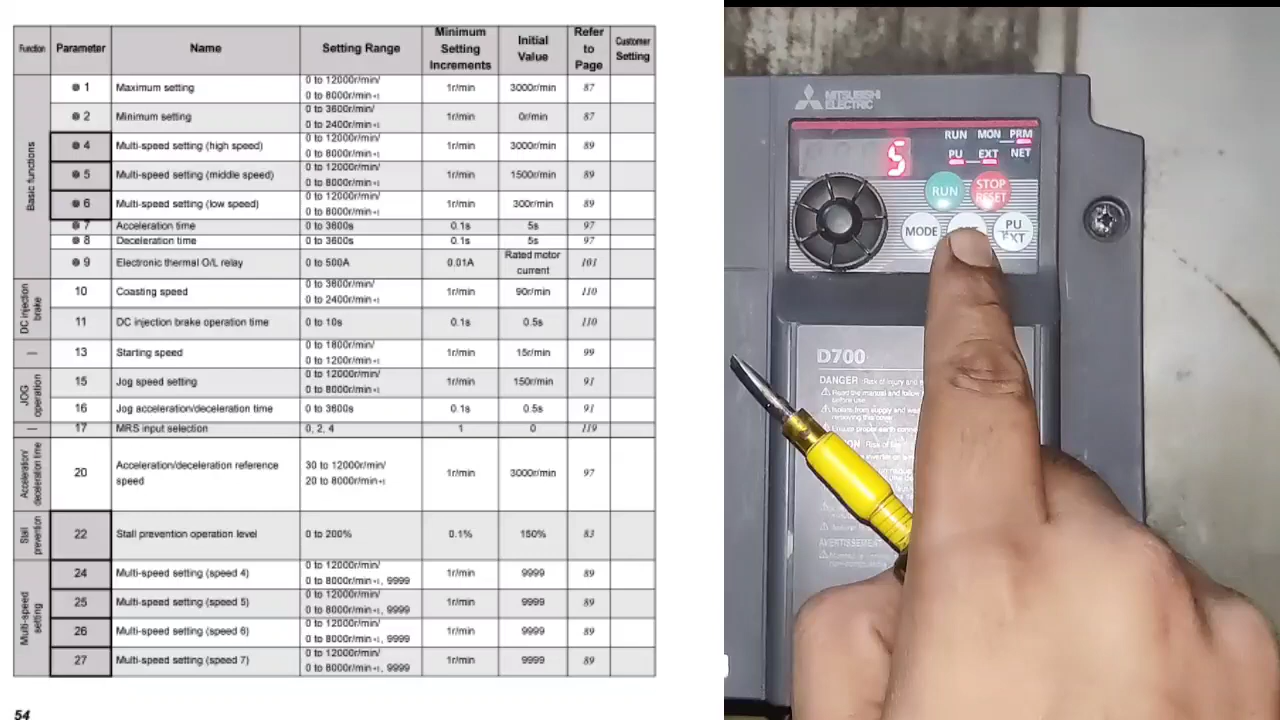 Function Parameter Name Setting Range Minimum Setting Increments Initial Value Refer to Page Customer Setting
Basic functions
1 Maximum setting 0 to 12000r/min/ 0 to 8000r/min *1 1r/min 3000r/min 87
2 Minimum setting 0 to 3600r/min/ 0 to 2400r/min *1 1r/min 0r/min 87
4 Multi-speed setting (high speed) 0 to 12000r/min/ 0 to 8000r/min *1 1r/min 3000r/min 89
5 Multi-speed setting (middle speed) 0 to 12000r/min/ 0 to 8000r/min *1 1r/min 1500r/min 89
6 Multi-speed setting (low speed) 0 to 12000r/min/ 0 to 8000r/min *1 1r/min 300r/min 89
7 Acceleration time 0 to 3600s 0.1s 5s 97
8 Deceleration time 0 to 3600s 0.1s 5s 97
9 Electronic thermal O/L relay 0 to 500A 0.01A Rated motor current 101
DC injection brake
10 Coasting speed 0 to 3600r/min/ 0 to 2400r/min *1 1r/min 90r/min 110
11 DC injection brake operation time 0 to 10s 0.1s 0.5s 110
— 13 Starting speed 0 to 1800r/min/ 0 to 1200r/min *1 1r/min 15r/min 99
JOG operation
15 Jog speed setting 0 to 12000r/min/ 0 to 8000r/min *1 1r/min 150r/min 91
16 Jog acceleration/deceleration time 0 to 3600s 0.1s 0.5s 91
— 17 MRS input selection 0, 2, 4 1 0 119
Acceleration/ deceleration time
20 Acceleration/deceleration reference speed 30 to 12000r/min/ 20 to 8000r/min *1 1r/min 3000r/min 97
Stall prevention
22 Stall prevention operation level 0 to 200% 0.1% 150% 83
Multi-speed setting
24 Multi-speed setting (speed 4) 0 to 12000r/min/ 0 to 8000r/min *1, 9999 1r/min 9999 89
25 Multi-speed setting (speed 5) 0 to 12000r/min/ 0 to 8000r/min *1, 9999 1r/min 9999 89
26 Multi-speed setting (speed 6) 0 to 12000r/min/ 0 to 8000r/min *1, 9999 1r/min 9999 89
27 Multi-speed setting (speed 7) 0 to 12000r/min/ 0 to 8000r/min *1, 9999 1r/min 9999 89
54
MITSUBISHI
ELECTRIC
5
RUN MON PRM
PU EXT NET
RUN STOP RESET
MODE PU EXT
D700
DANGER